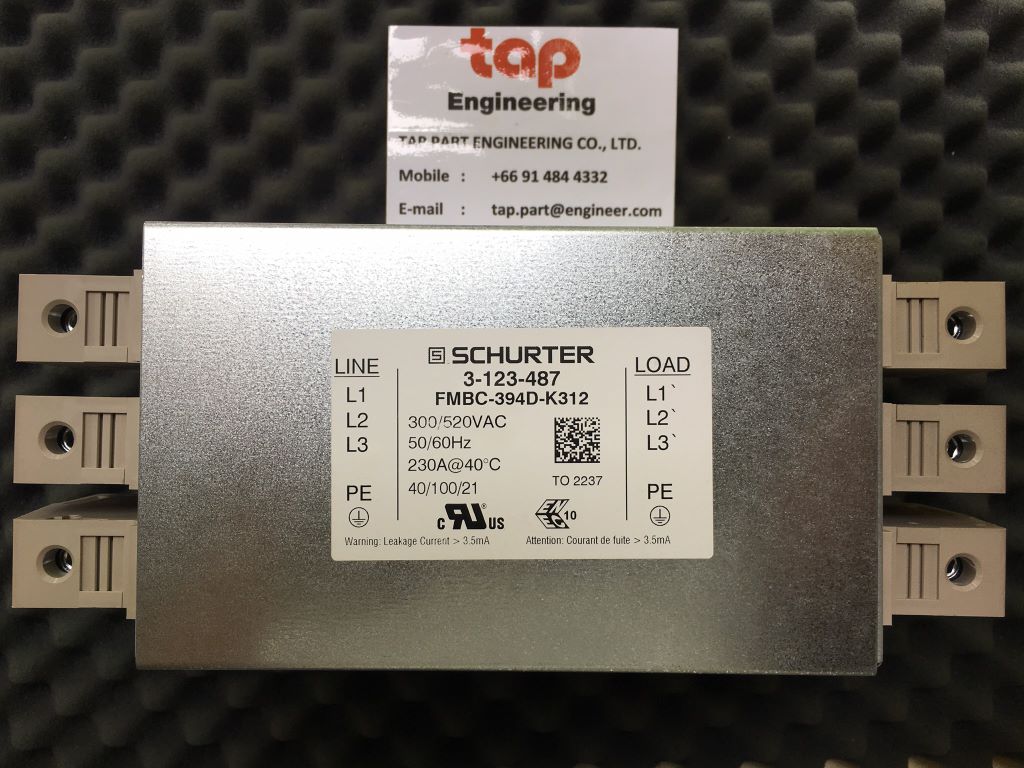 tap
Engineering
TAP PART ENGINEERING CO., LTD.
Mobile : +66 91 484 4332
E-mail : tap.part@engineer.com
SCHURTER
3-123-487
FMBC-394D-K312
LINE
L1
L2
L3
PE
300/520VAC
50/60Hz
230A@40°C
40/100/21
TO 2237
c RU® US
ENEC 10
LOAD
L1`
L2`
L3`
PE
Warning: Leakage Current > 3.5mA
Attention: Courant de fuite > 3.5mA